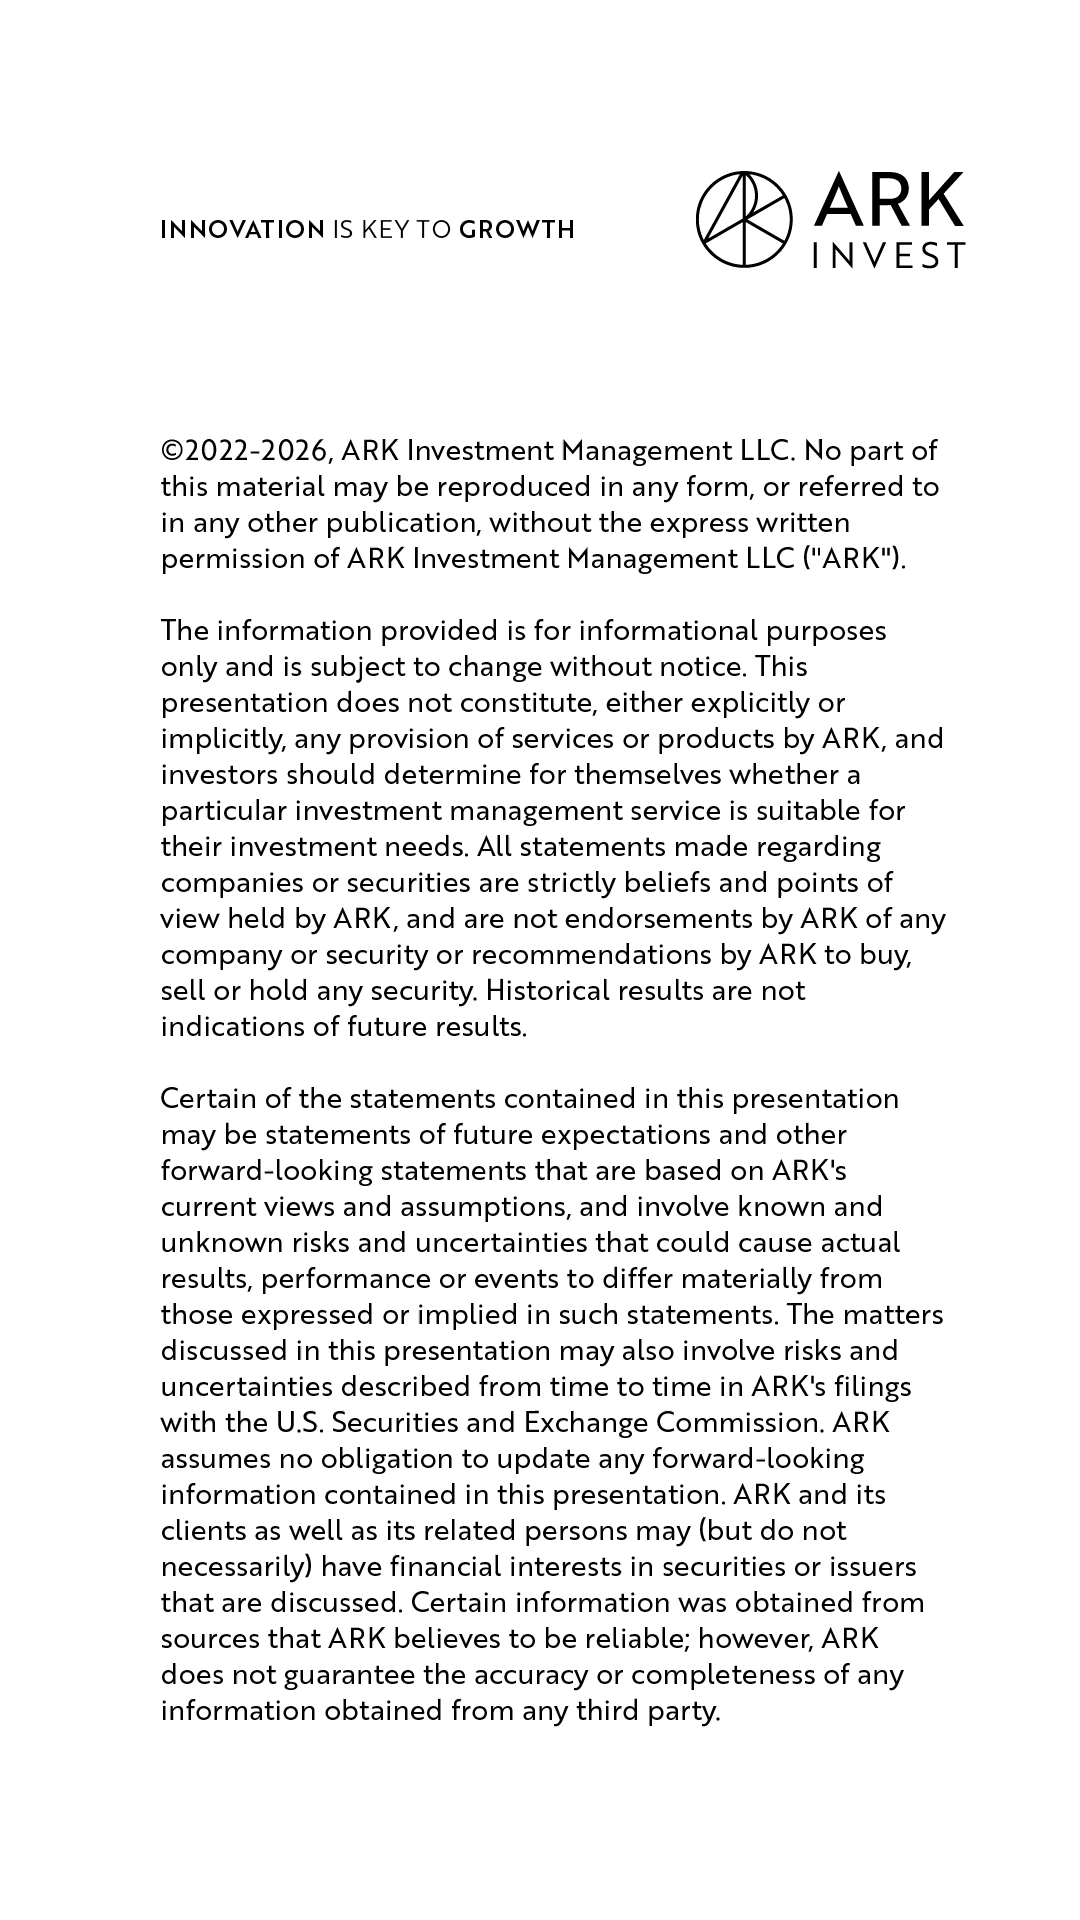 INNOVATION IS KEY TO GROWTH
ARK
INVEST
©2022-2026, ARK Investment Management LLC. No part of
this material may be reproduced in any form, or referred to
in any other publication, without the express written
permission of ARK Investment Management LLC ("ARK").
The information provided is for informational purposes
only and is subject to change without notice. This
presentation does not constitute, either explicitly or
implicitly, any provision of services or products by ARK, and
investors should determine for themselves whether a
particular investment management service is suitable for
their investment needs. All statements made regarding
companies or securities are strictly beliefs and points of
view held by ARK, and are not endorsements by ARK of any
company or security or recommendations by ARK to buy,
sell or hold any security. Historical results are not
indications of future results.
Certain of the statements contained in this presentation
may be statements of future expectations and other
forward-looking statements that are based on ARK's
current views and assumptions, and involve known and
unknown risks and uncertainties that could cause actual
results, performance or events to differ materially from
those expressed or implied in such statements. The matters
discussed in this presentation may also involve risks and
uncertainties described from time to time in ARK's filings
with the U.S. Securities and Exchange Commission. ARK
assumes no obligation to update any forward-looking
information contained in this presentation. ARK and its
clients as well as its related persons may (but do not
necessarily) have financial interests in securities or issuers
that are discussed. Certain information was obtained from
sources that ARK believes to be reliable; however, ARK
does not guarantee the accuracy or completeness of any
information obtained from any third party.